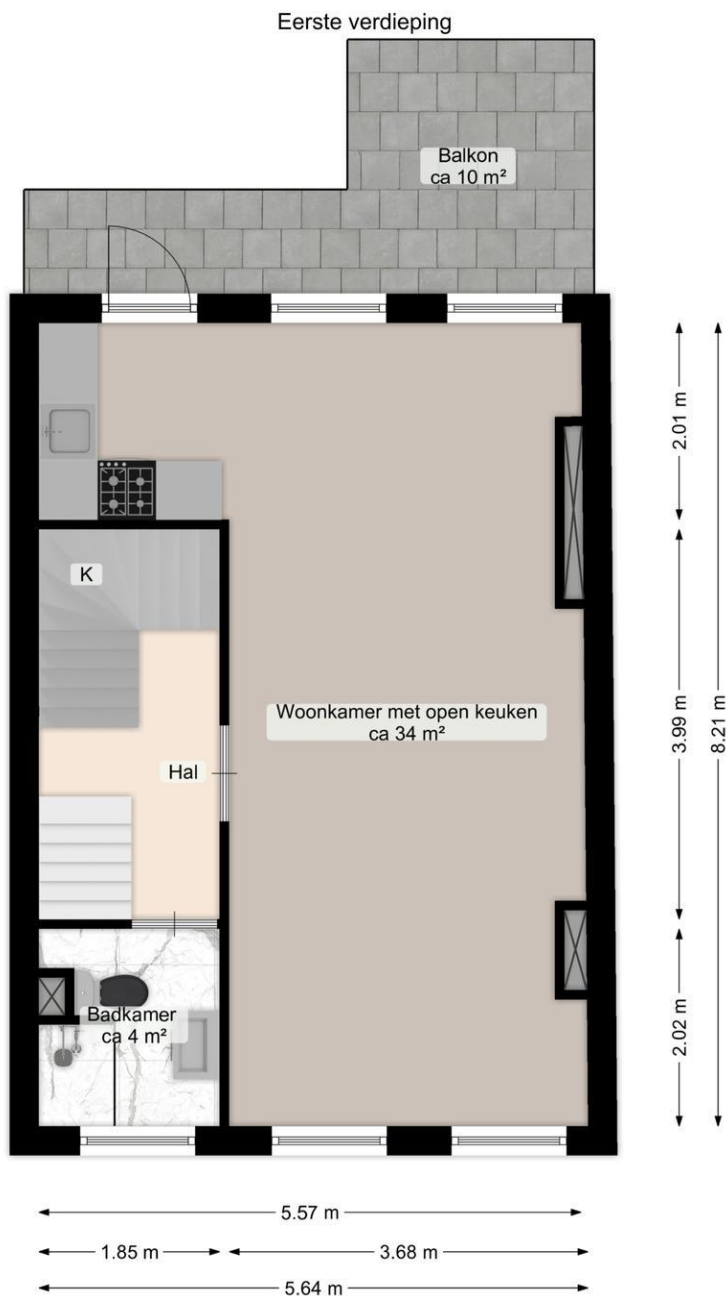 Eerste verdieping
Balkon
ca 10 m²
2.01 m
K
3.99 m
8.21 m
Woonkamer met open keuken
ca 34 m²
Hal
2.02 m
Badkamer
ca 4 m²
5.57 m
1.85 m
3.68 m
5.64 m